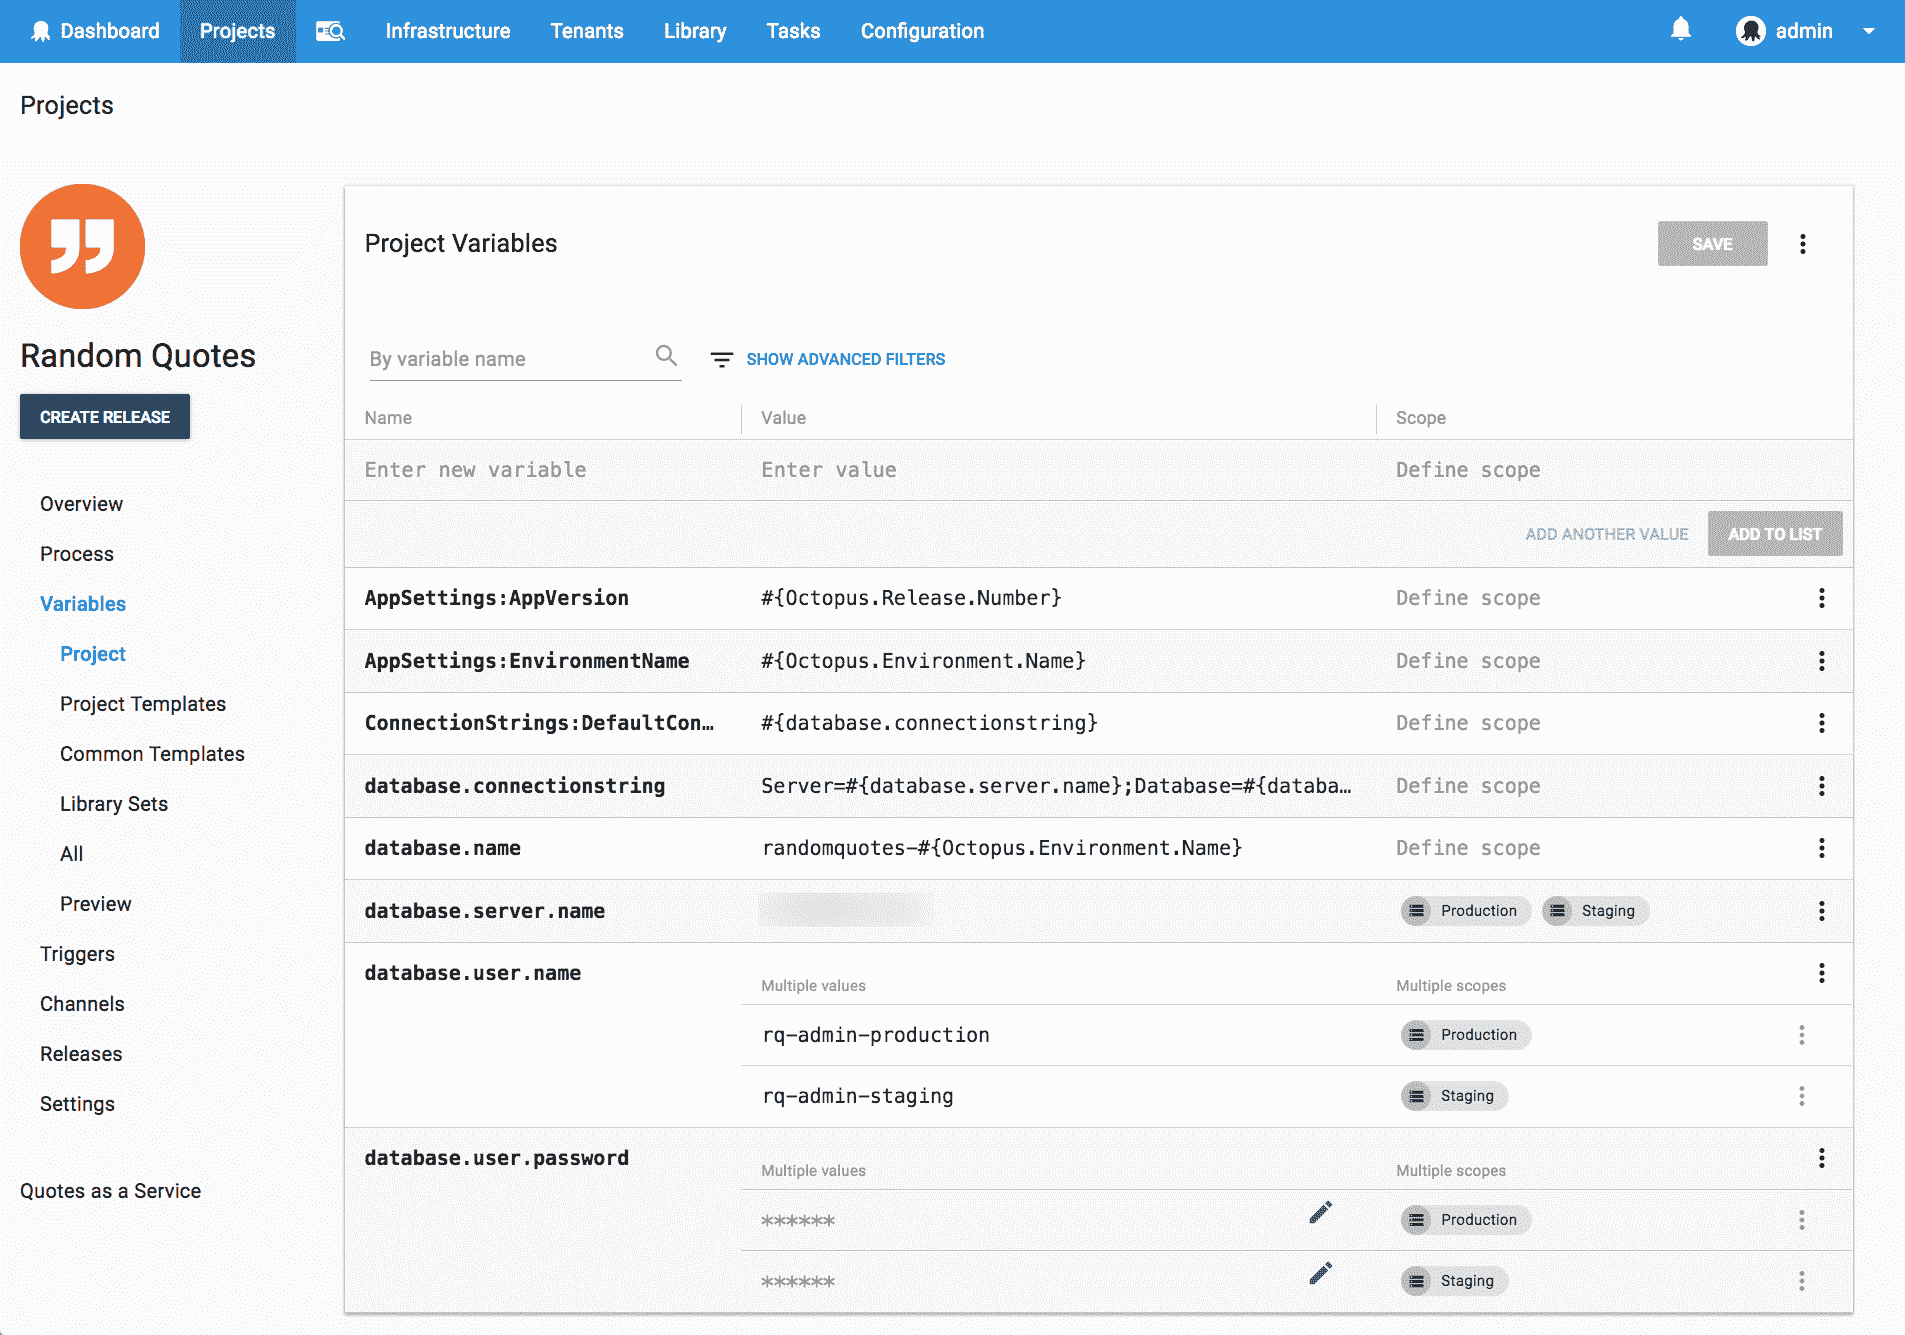 Dashboard Projects Infrastructure Tenants Library Tasks Configuration admin
Projects
Random Quotes
CREATE RELEASE
Overview
Process
Variables
Project
Project Templates
Common Templates
Library Sets
All
Preview
Triggers
Channels
Releases
Settings
Quotes as a Service
Project Variables
SAVE
By variable name
SHOW ADVANCED FILTERS
Name Value Scope
Enter new variable Enter value Define scope
ADD ANOTHER VALUE ADD TO LIST
AppSettings:AppVersion #{Octopus.Release.Number} Define scope
AppSettings:EnvironmentName #{Octopus.Environment.Name} Define scope
ConnectionStrings:DefaultCon… #{database.connectionstring} Define scope
database.connectionstring Server=#{database.server.name};Database=#{databa… Define scope
database.name randomquotes-#{Octopus.Environment.Name} Define scope
database.server.name Production Staging
database.user.name Multiple values Multiple scopes
rq-admin-production Production
rq-admin-staging Staging
database.user.password Multiple values Multiple scopes
****** Production
****** Staging